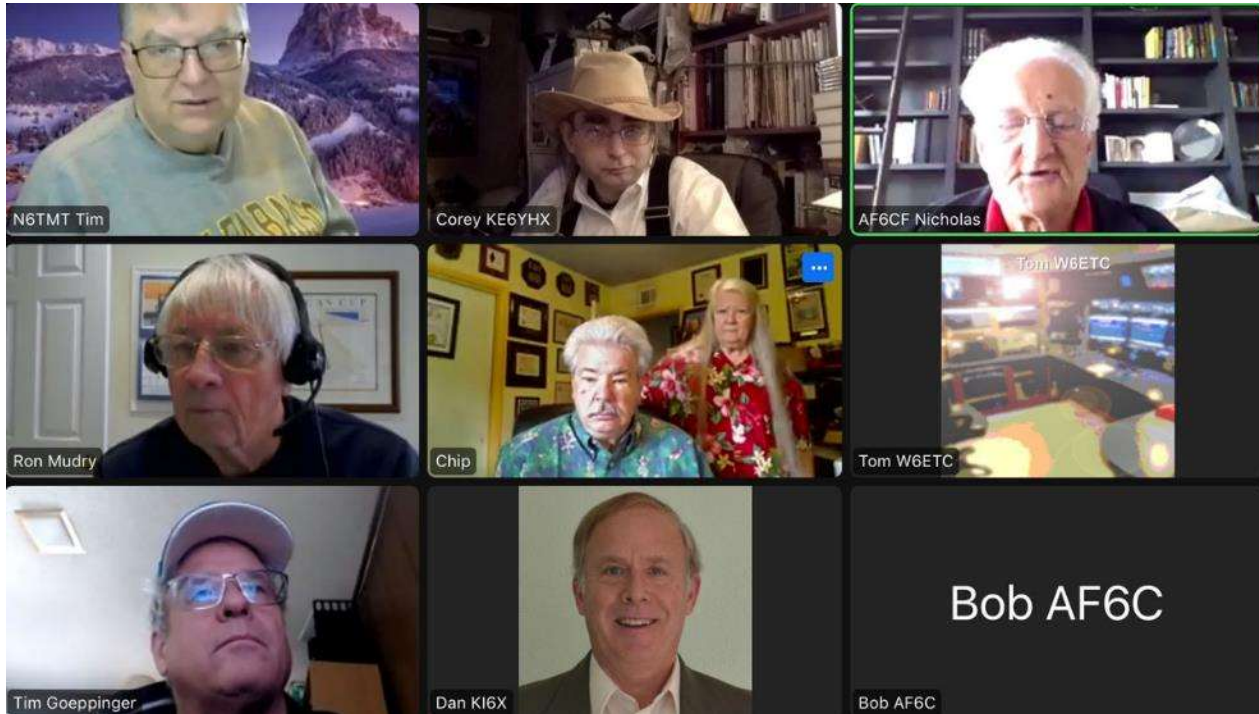 N6TMT Tim
Corey KE6YHX
AF6CF Nicholas
Ron Mudry
Chip
Tom W6ETC
Tom W6ETC
Tim Goeppinger
Bob AF6C
Dan KI6X
Bob AF6C